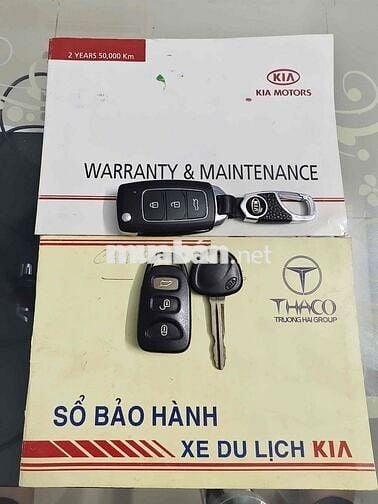 2 YEARS 50,000 Km
KIA
KIA MOTORS
WARRANTY & MAINTENANCE
KIA
muaban.net
THACO
TRUONG HAI GROUP
SỔ BẢO HÀNH
XE DU LỊCH KIA